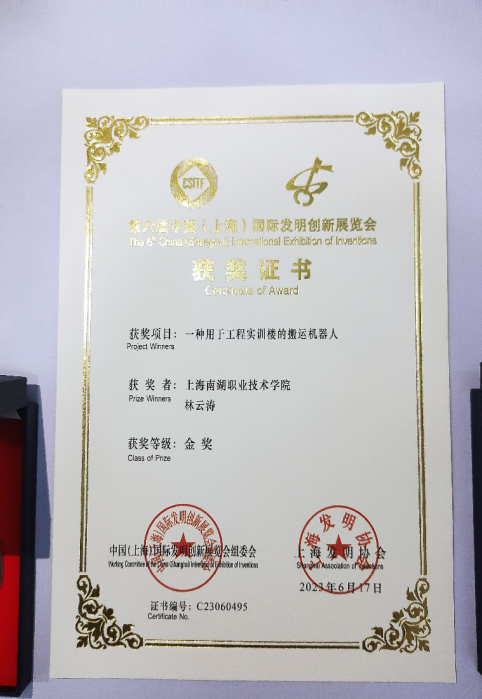 CSITF
第六届中国（上海）国际发明创新展览会
The 6th China (Shanghai) International Exhibition of Inventions
获奖证书
Certificate of Award
获奖项目：一种用于工程实训楼的搬运机器人
Project Winners
获 奖 者：上海南湖职业技术学院
Prize Winners 林云涛
获奖等级：金奖
Class of Prize
中国（上海）国际发明创新展览会组委会
Working Committee of the China (Shanghai) International Exhibition of Inventions
上海发明协会
Shanghai Association of Inventions
2023年6月17日
证书编号：C23060495
Certificate No.